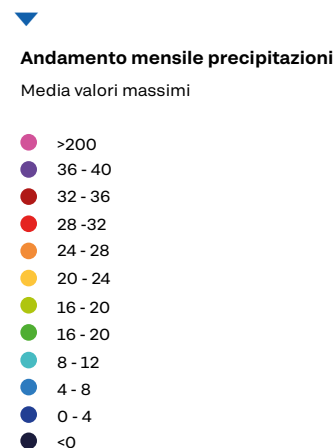 Andamento mensile precipitazioni
Media valori massimi
>200
36 - 40
32 - 36
28 -32
24 - 28
20 - 24
16 - 20
16 - 20
8 - 12
4 - 8
0 - 4
<0